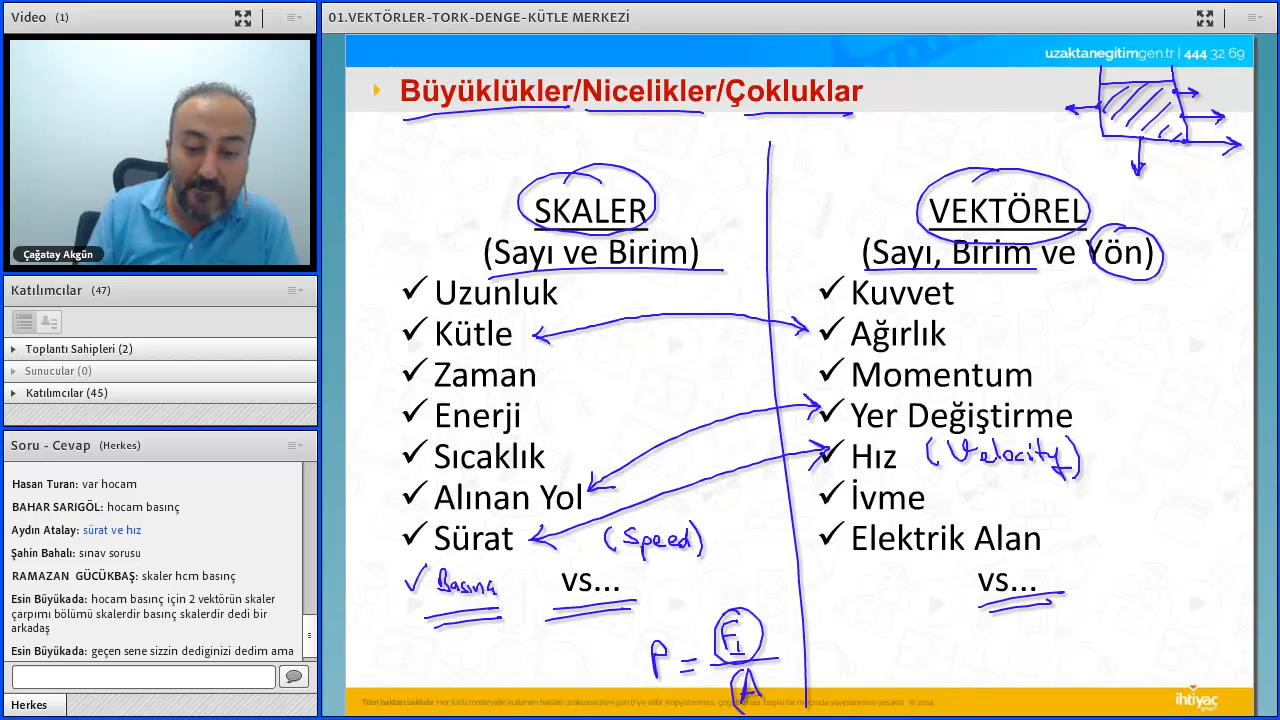 Video (1)
01.VEKTÖRLER-TORK-DENGE-KÜTLE MERKEZİ
uzaktanegitimgen.tr | 444 32 69
Büyüklükler/Nicelikler/Çokluklar
Çağatay Akgün
Katılımcılar (47)
Toplantı Sahipleri (2)
Sunucular (0)
Katılımcılar (45)
Soru - Cevap (Herkes)
Hasan Turan: var hocam
BAHAR SARIGÖL: hocam basınç
Aydın Atalay: sürat ve hız
Şahin Bahalı: sınav sorusu
RAMAZAN GÜCÜKBAŞ: skaler hcm basınç
Esin Büyükada: hocam basınç için 2 vektörün skaler
çarpımı bölümü skalerdir basınç skalerdir dedi bir
arkadaş
Esin Büyükada: geçen sene sizzin dediginizi dedim ama
Herkes
SKALER
(Sayı ve Birim)
✓ Uzunluk
✓ Kütle
✓ Zaman
✓ Enerji
✓ Sıcaklık
✓ Alınan Yol
✓ Sürat (Speed)
✓ Basınç vs...
P = F⊥
A
VEKTÖREL
(Sayı, Birim ve Yön)
✓ Kuvvet
✓ Ağırlık
✓ Momentum
✓ Yer Değiştirme
✓ Hız (Velocity)
✓ İvme
✓ Elektrik Alan
vs...
ihtiyaç